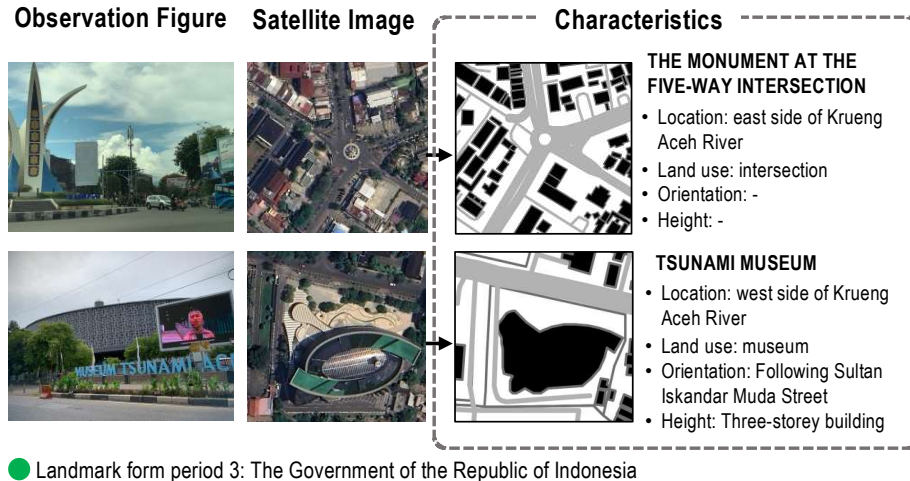 Observation Figure
Satellite Image
Characteristics
THE MONUMENT AT THE
FIVE-WAY INTERSECTION
• Location: east side of Krueng
Aceh River
• Land use: intersection
• Orientation: -
• Height: -
MUSEUM TSUNAMI ACE
TSUNAMI MUSEUM
• Location: west side of Krueng
Aceh River
• Land use: museum
• Orientation: Following Sultan
Iskandar Muda Street
• Height: Three-storey building
Landmark form period 3: The Government of the Republic of Indonesia